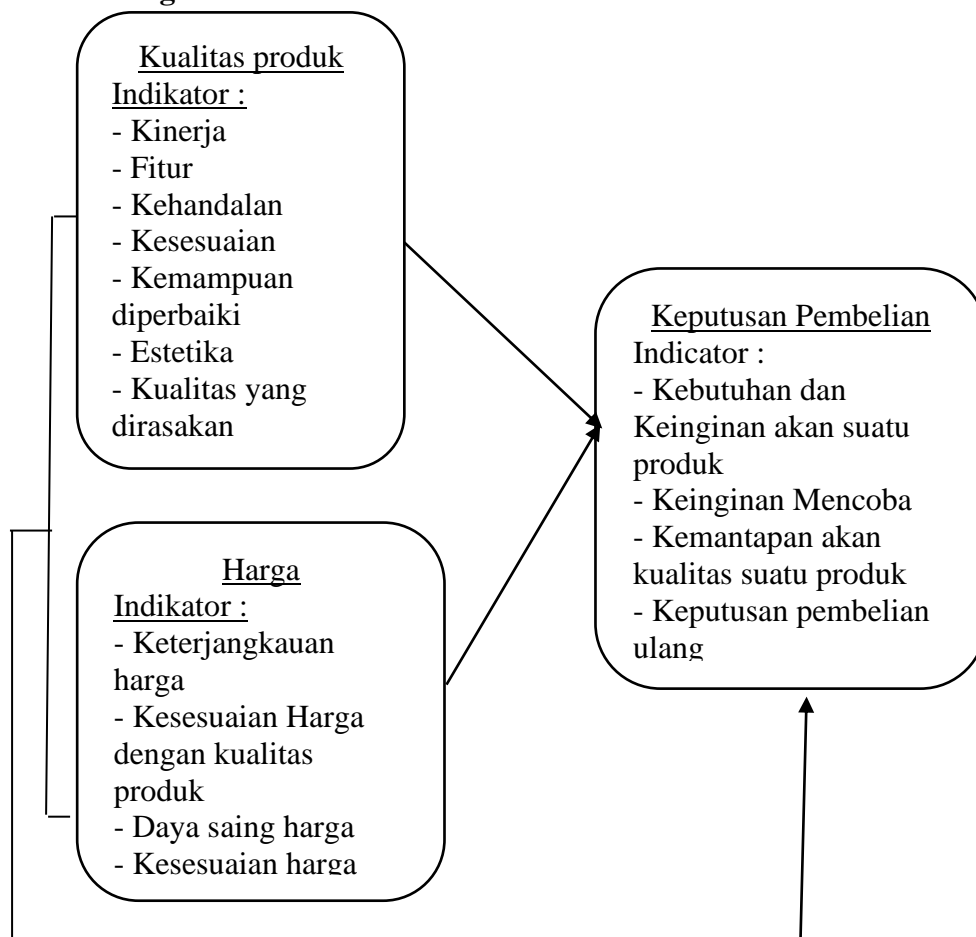 Kualitas produk
Indikator :
- Kinerja
- Fitur
- Kehandalan
- Kesesuaian
- Kemampuan
diperbaiki
- Estetika
- Kualitas yang
dirasakan
Harga
Indikator :
- Keterjangkauan
harga
- Kesesuaian Harga
dengan kualitas
produk
- Daya saing harga
- Kesesuaian harga
Keputusan Pembelian
Indicator :
- Kebutuhan dan
Keinginan akan suatu
produk
- Keinginan Mencoba
- Kemantapan akan
kualitas suatu produk
- Keputusan pembelian
ulang